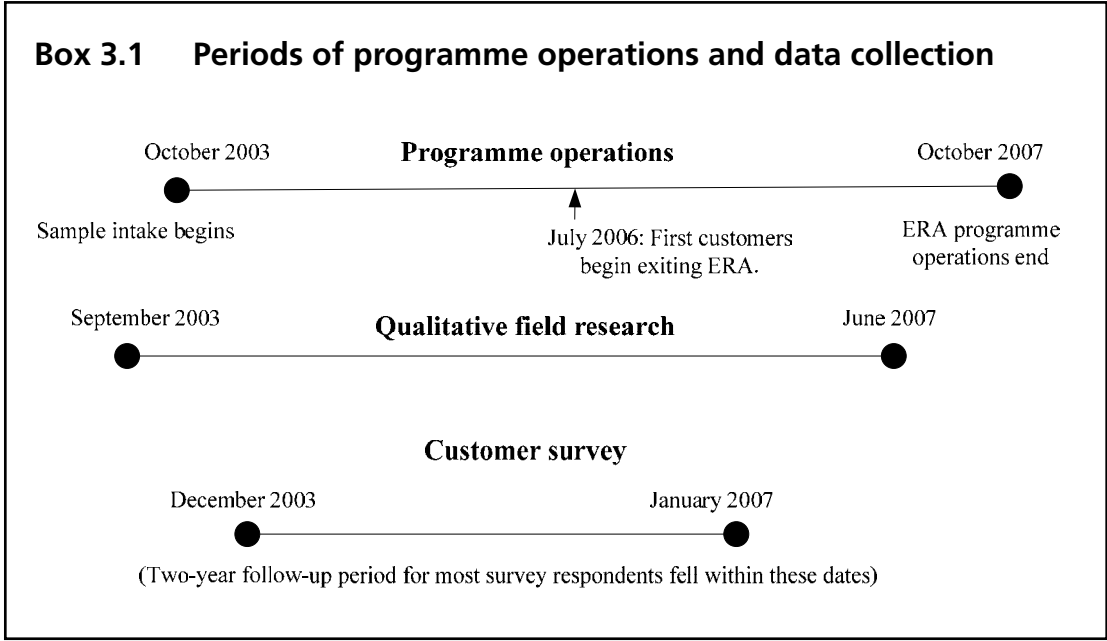 Box 3.1 Periods of programme operations and data collection
October 2003
Programme operations
October 2007
Sample intake begins
July 2006: First customers
begin exiting ERA.
ERA programme
operations end
September 2003
Qualitative field research
June 2007
Customer survey
December 2003
January 2007
(Two-year follow-up period for most survey respondents fell within these dates)